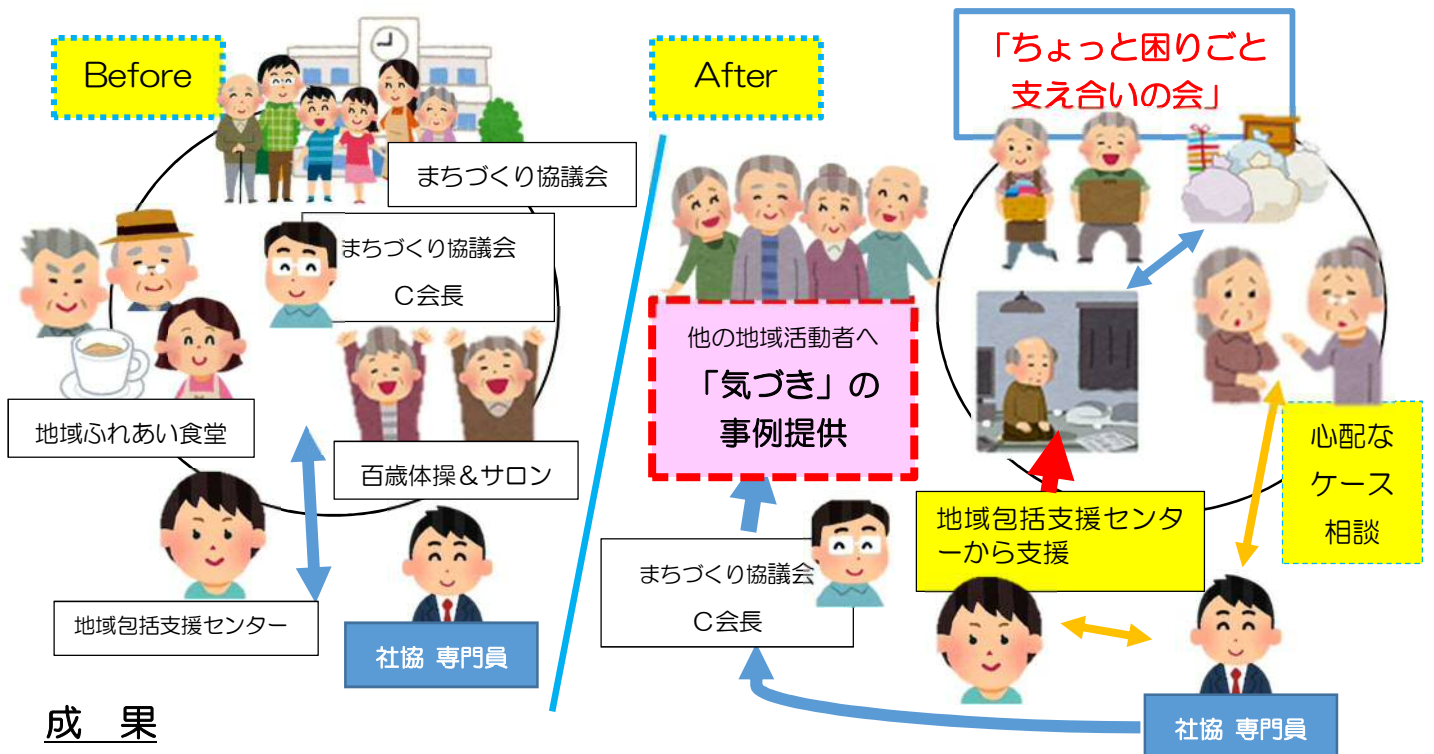 Before
まちづくり協議会
まちづくり協議会
C会長
地域ふれあい食堂
百歳体操&サロン
地域包括支援センター
社協 専門員
After
「ちょっと困りごと
支え合いの会」
他の地域活動者へ
「気づき」の
事例提供
心配な
ケース
相談
地域包括支援センタ
ーから支援
まちづくり協議会
C会長
社協 専門員
成 果